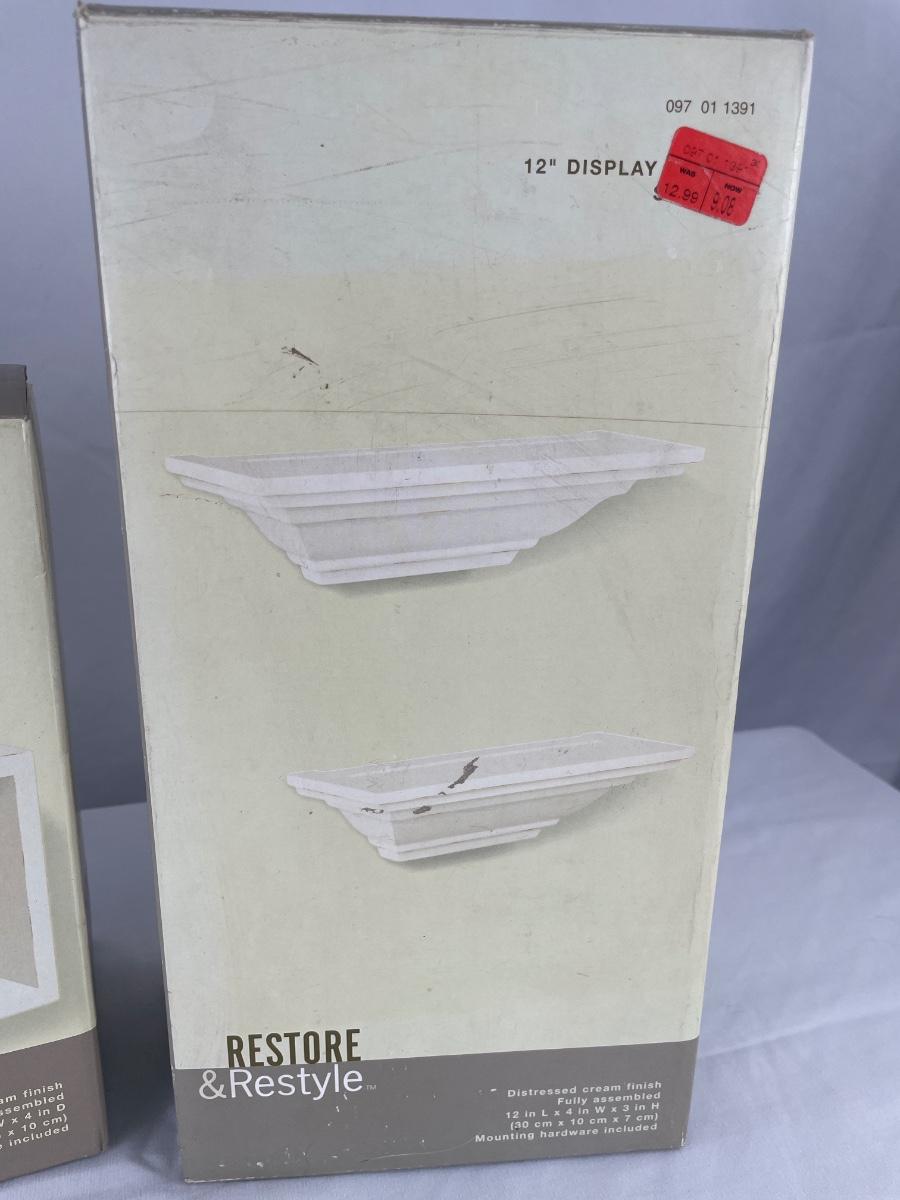 097 01 1391
12" DISPLAY
WAS
NOW
12.99
9.08
RESTORE
&Restyle™
Distressed cream finish
Fully assembled
12 in L x 4 in W x 3 in H
(30 cm x 10 cm x 7 cm)
Mounting hardware included
am finish
ssembled
x 4 in D
x 10 cm)
included